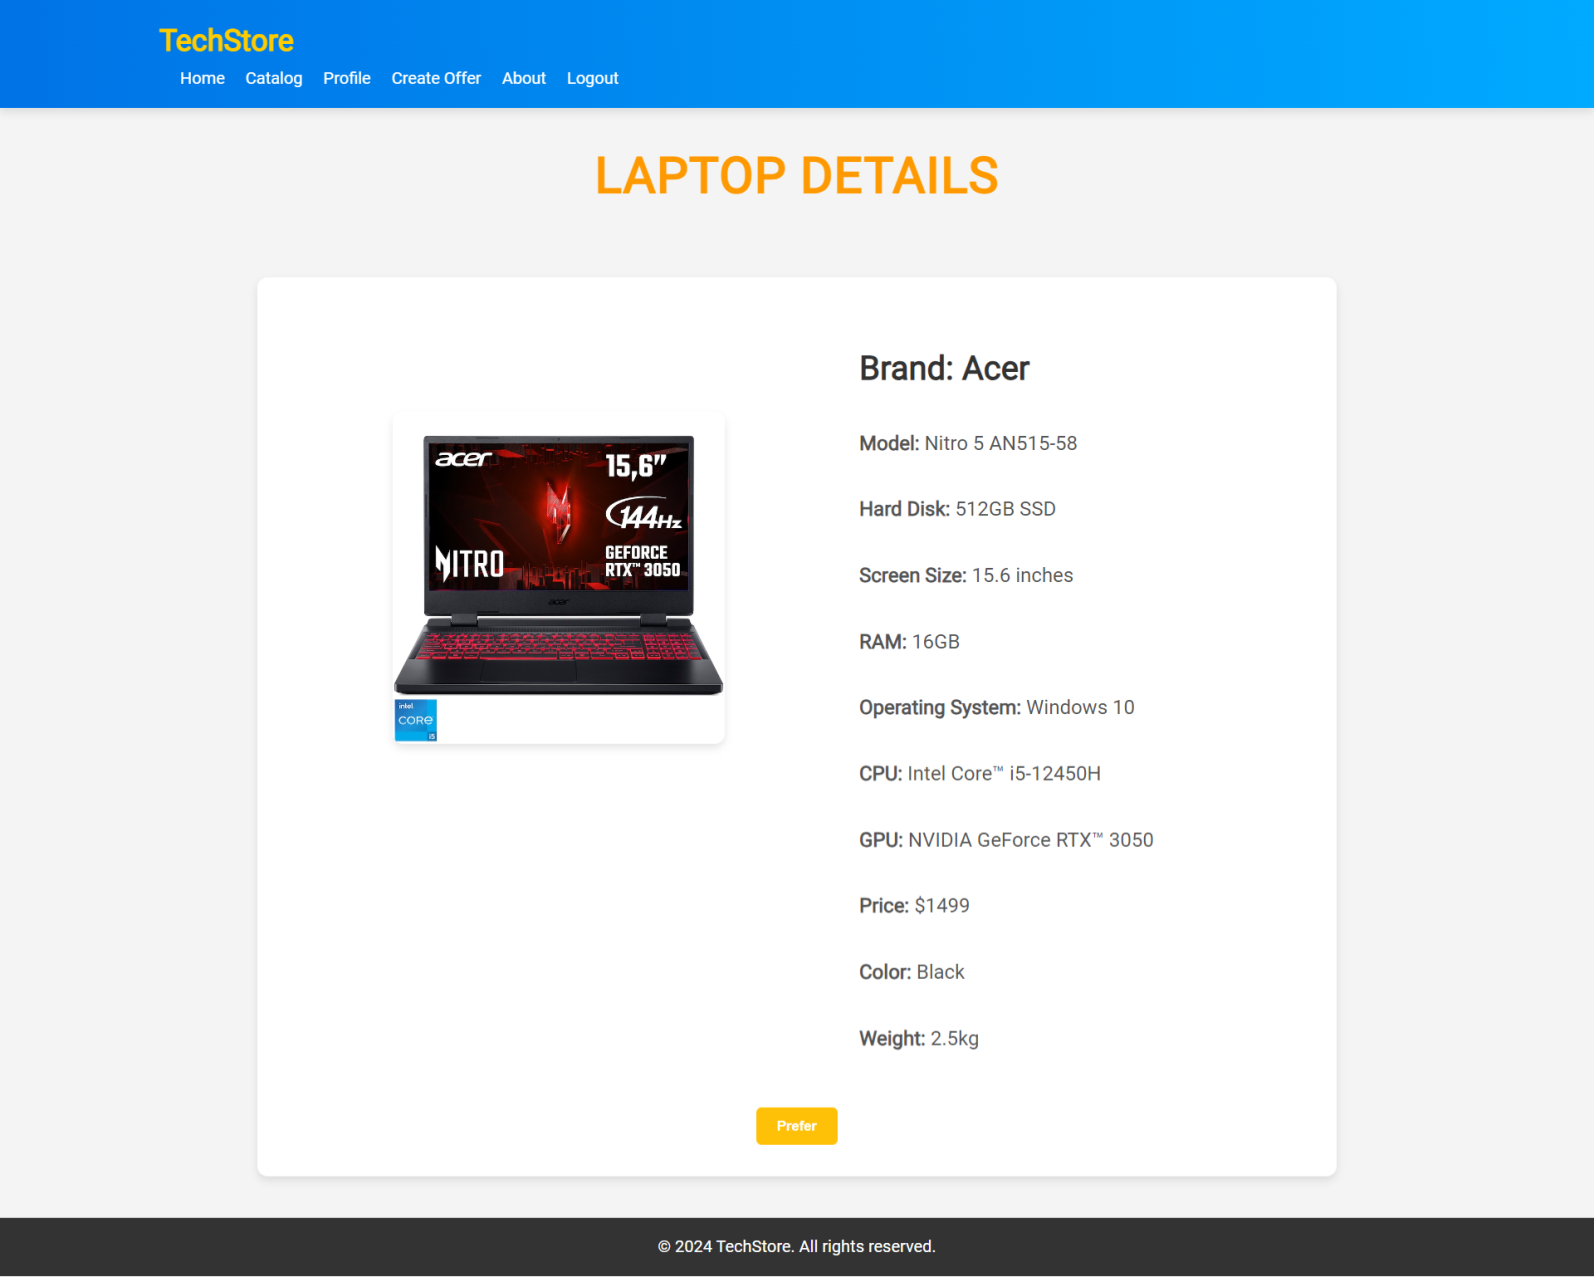 TechStore
Home Catalog Profile Create Offer About Logout
LAPTOP DETAILS
Brand: Acer
acer
15,6″
144Hz
NITRO
GEFORCE
RTX™ 3050
acer
intel.
CORE
i5
Model: Nitro 5 AN515-58
Hard Disk: 512GB SSD
Screen Size: 15.6 inches
RAM: 16GB
Operating System: Windows 10
CPU: Intel Core™ i5-12450H
GPU: NVIDIA GeForce RTX™ 3050
Price: $1499
Color: Black
Weight: 2.5kg
Prefer
© 2024 TechStore. All rights reserved.